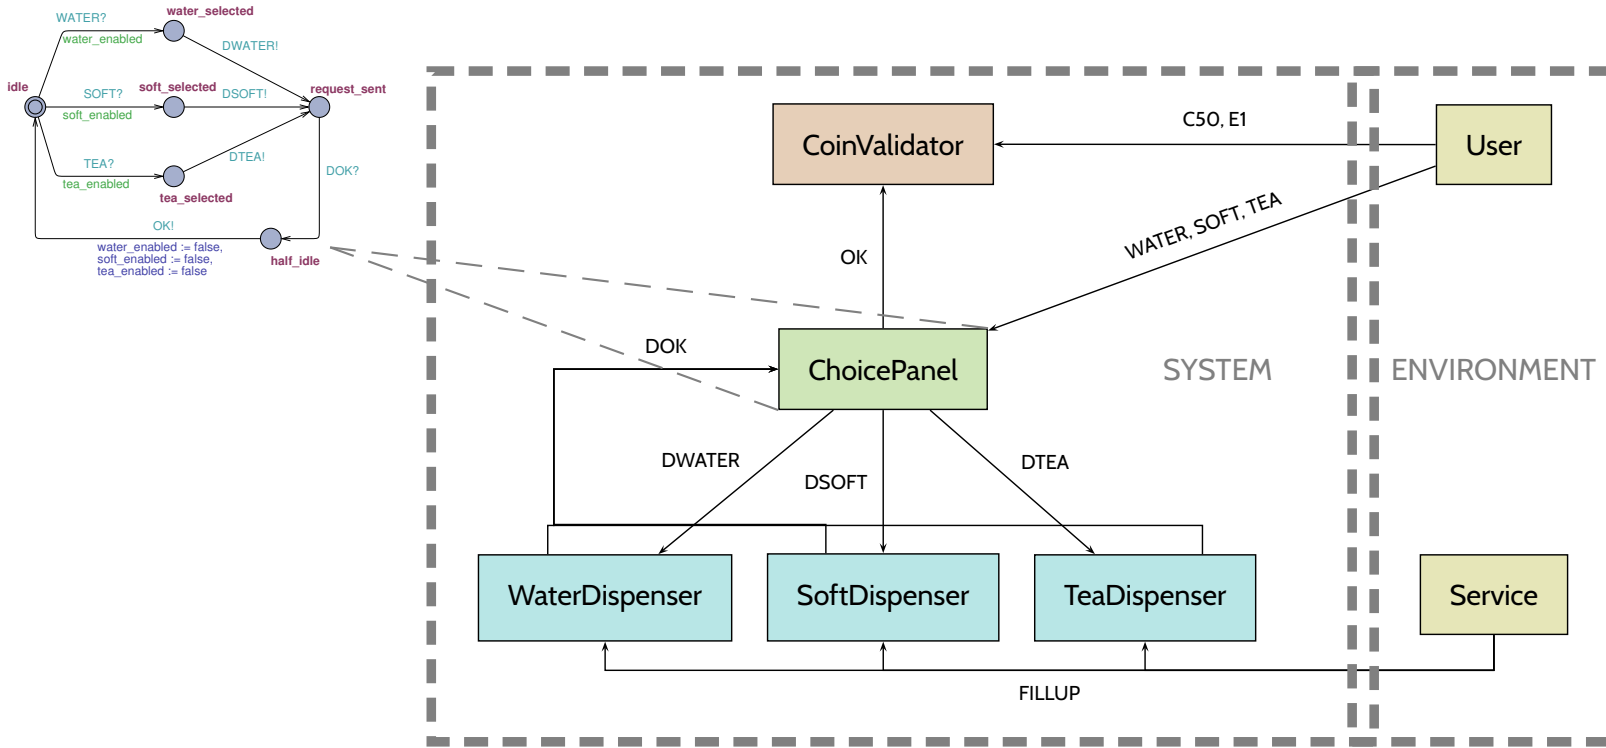 WATER?
water_enabled
water_selected
DWATER!
idle
SOFT?
soft_enabled
soft_selected
DSOFT!
request_sent
TEA?
tea_enabled
tea_selected
DTEA!
DOK?
OK!
water_enabled := false,
soft_enabled := false,
tea_enabled := false
half_idle
CoinValidator
C50, E1
User
WATER, SOFT, TEA
OK
DOK
ChoicePanel
SYSTEM
ENVIRONMENT
DWATER
DSOFT
DTEA
WaterDispenser
SoftDispenser
TeaDispenser
Service
FILLUP